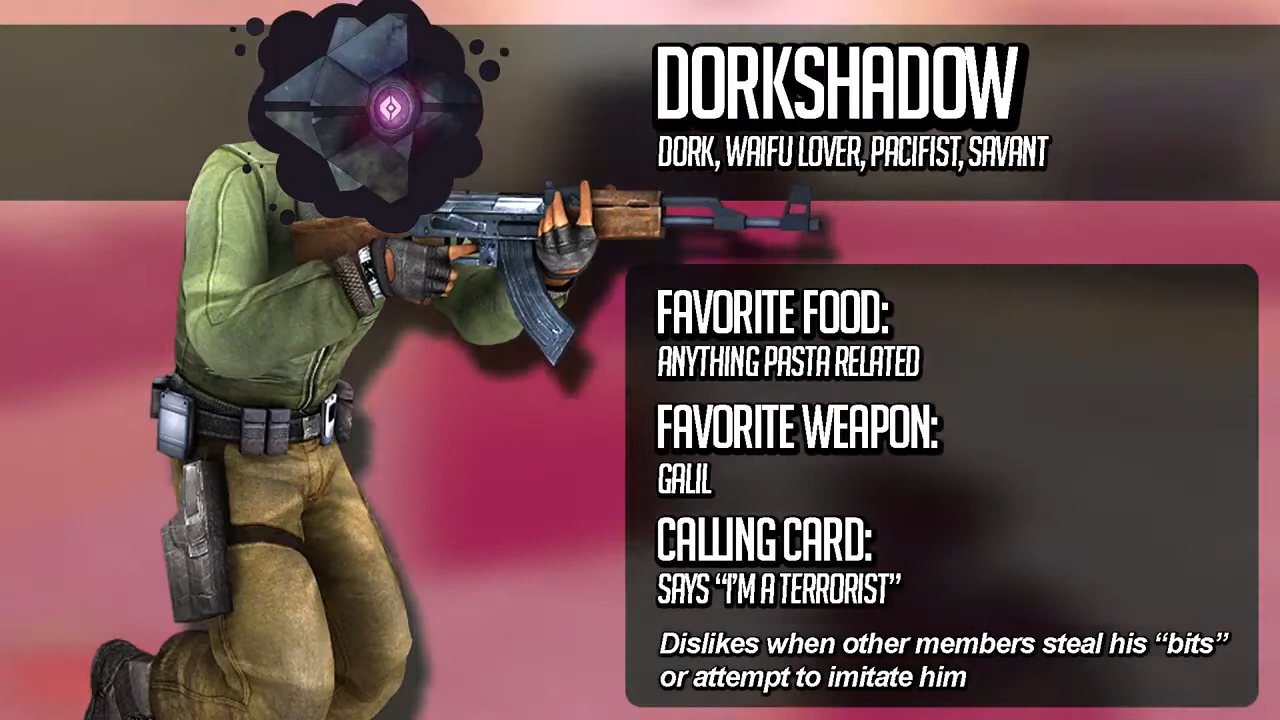 DORKSHADOW
DORK, WAIFU LOVER, PACIFIST, SAVANT
FAVORITE FOOD:
ANYTHING PASTA RELATED
FAVORITE WEAPON:
GALIL
CALLING CARD:
SAYS “I'M A TERRORIST”
Dislikes when other members steal his “bits”
or attempt to imitate him